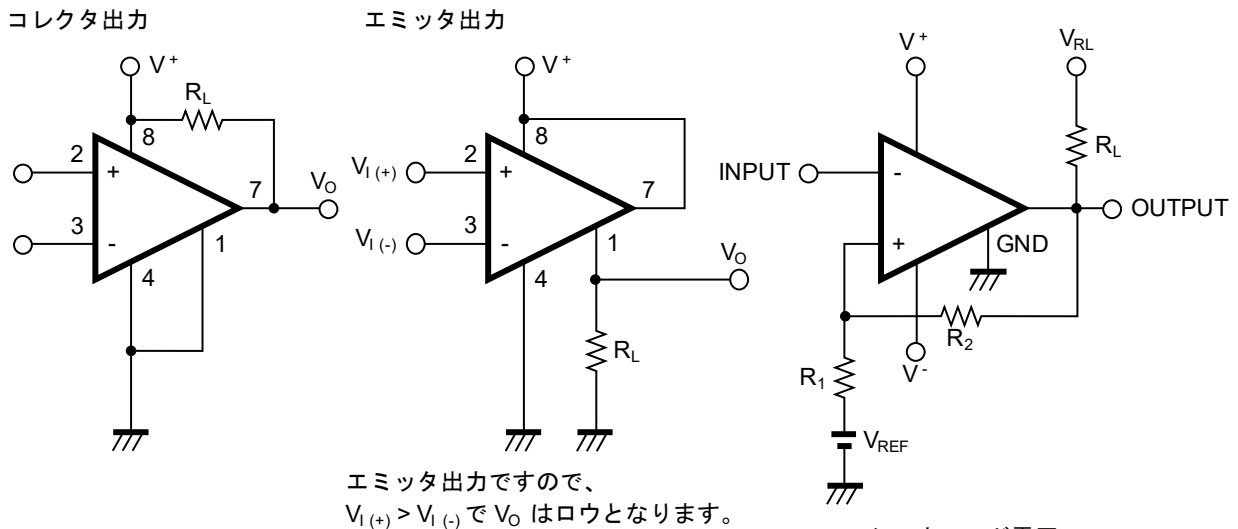 コレクタ出力
V+
RL
8
2
+
7
VO
3
-
1
4
エミッタ出力
V+
8
VI (+)
2
+
7
VI (-)
3
-
1
VO
4
RL
エミッタ出力ですので、
VI (+) > VI (-) で VO はロウとなります。
V+
VRL
RL
INPUT
-
OUTPUT
+
GND
R2
R1
V-
VREF